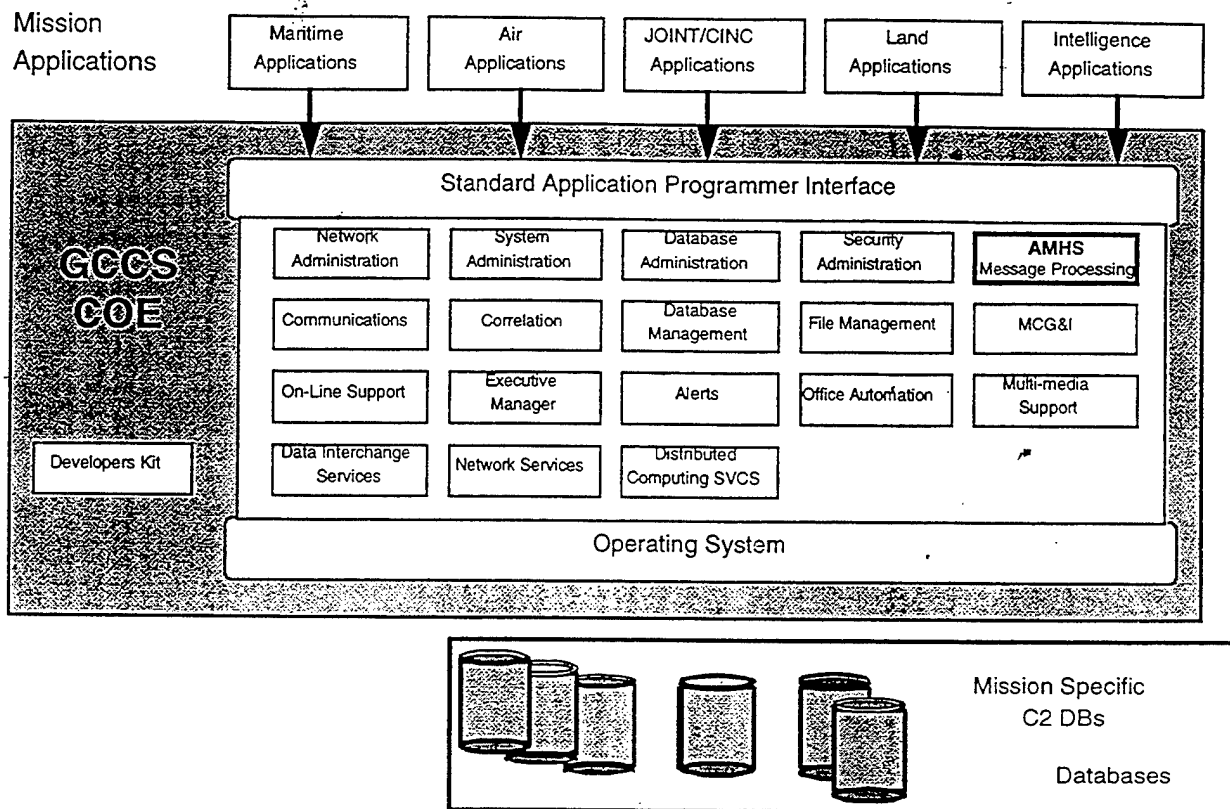 Mission
Applications
Maritime
Applications
Air
Applications
JOINT/CINC
Applications
Land
Applications
Intelligence
Applications
Standard Application Programmer Interface
GCCS
COE
Developers Kit
Network
Administration
System
Administration
Database
Administration
Security
Administration
AMHS
Message Processing
Communications
Correlation
Database
Management
File Management
MCG&I
On-Line Support
Executive
Manager
Alerts
Office Automation
Multi-media
Support
Data Interchange
Services
Network Services
Distributed
Computing SVCS
Operating System
Mission Specific
C2 DBs
Databases